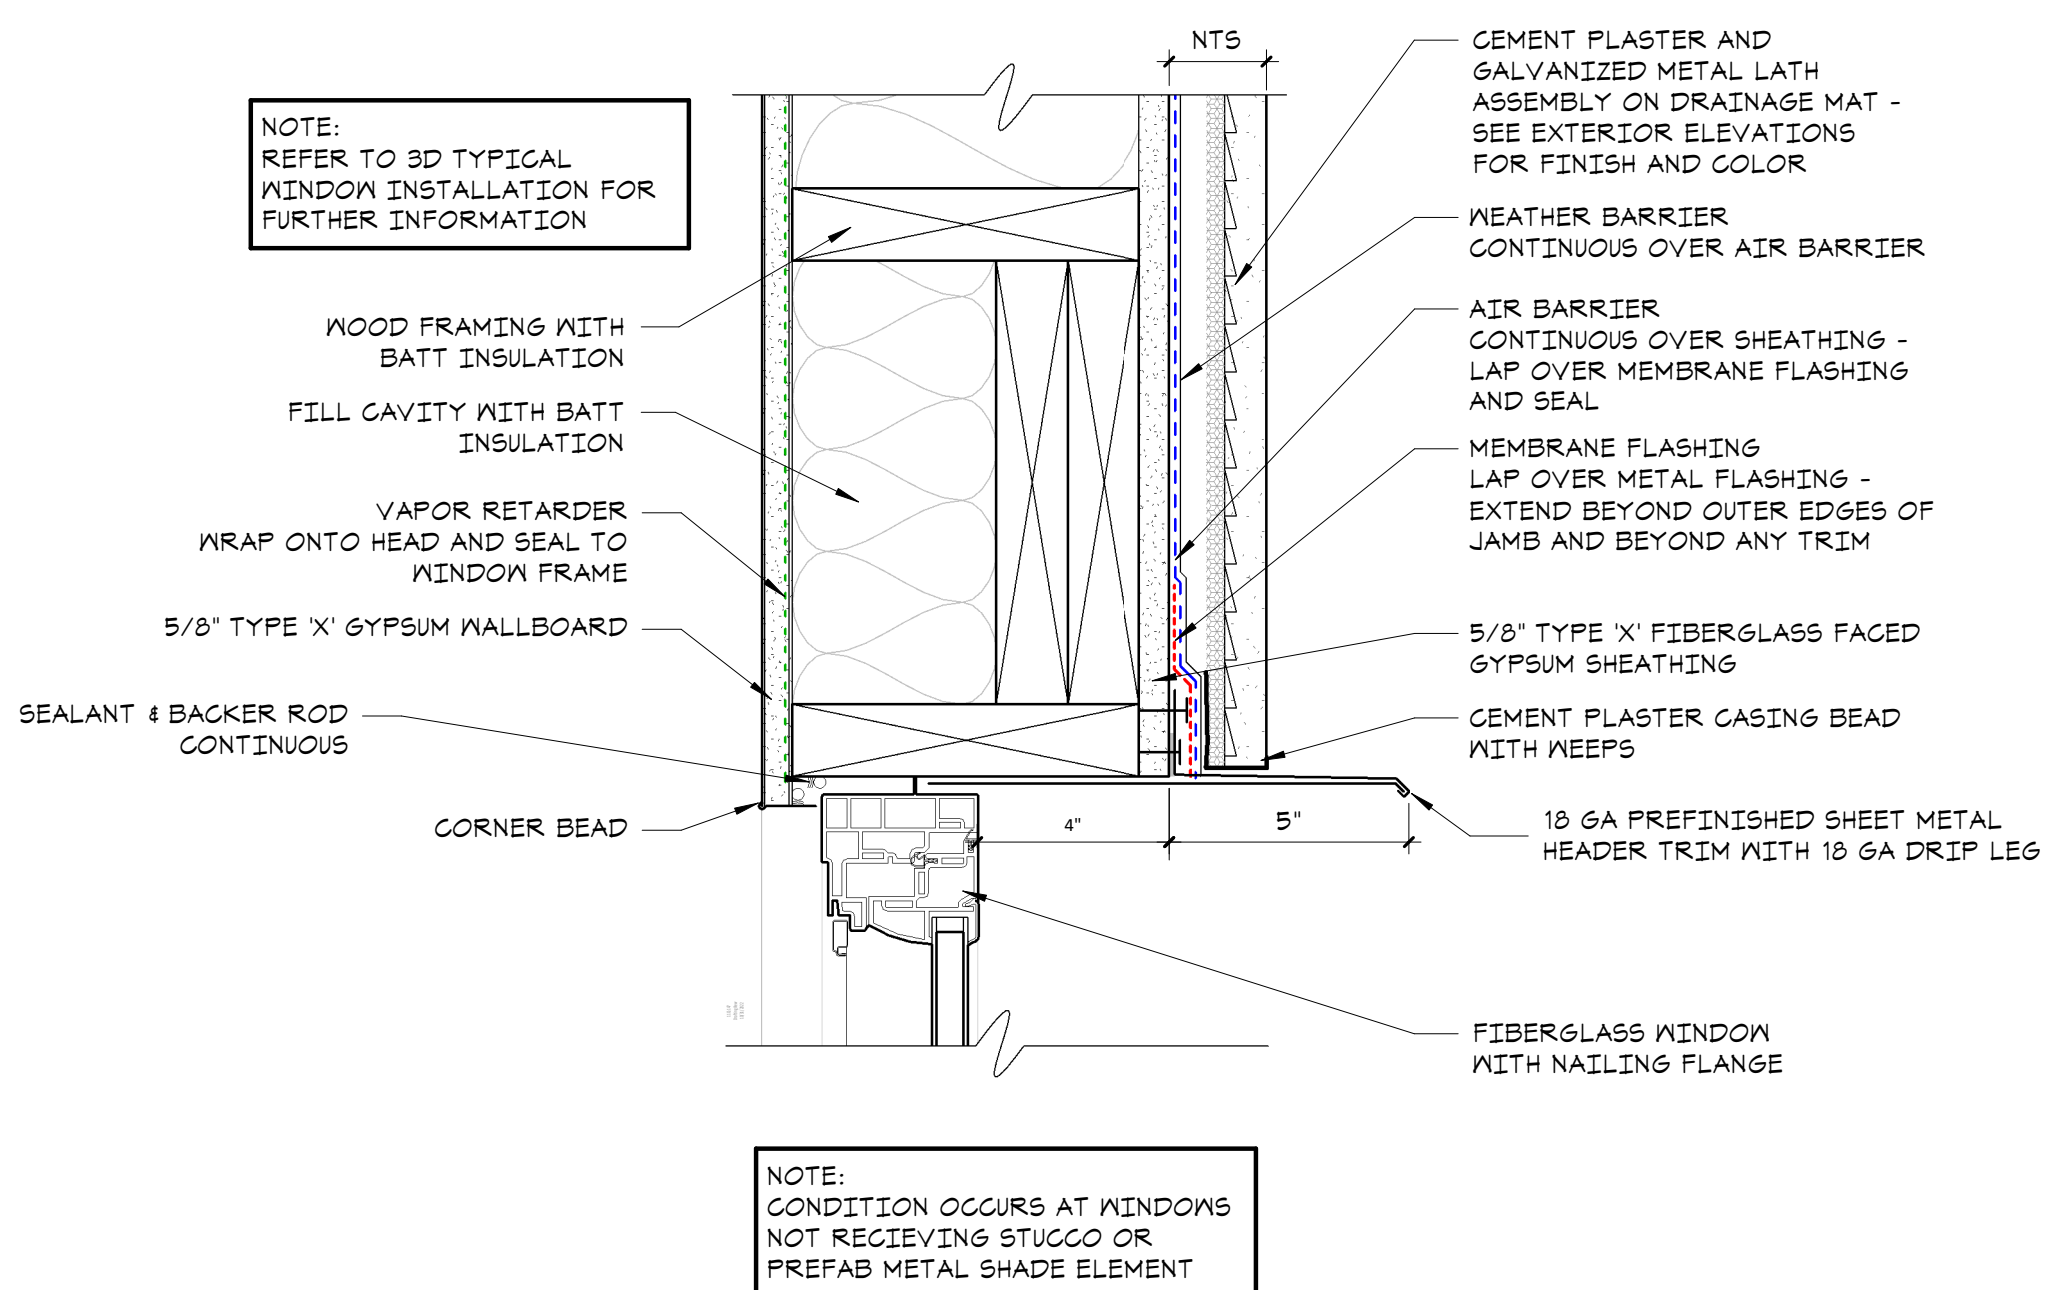 NTS
CEMENT PLASTER AND
GALVANIZED METAL LATH
ASSEMBLY ON DRAINAGE MAT -
SEE EXTERIOR ELEVATIONS
FOR FINISH AND COLOR
NOTE:
REFER TO 3D TYPICAL
WINDOW INSTALLATION FOR
FURTHER INFORMATION
WEATHER BARRIER
CONTINUOUS OVER AIR BARRIER
WOOD FRAMING WITH
BATT INSULATION
AIR BARRIER
CONTINUOUS OVER SHEATHING -
LAP OVER MEMBRANE FLASHING
AND SEAL
FILL CAVITY WITH BATT
INSULATION
MEMBRANE FLASHING
LAP OVER METAL FLASHING -
EXTEND BEYOND OUTER EDGES OF
JAMB AND BEYOND ANY TRIM
VAPOR RETARDER
WRAP ONTO HEAD AND SEAL TO
WINDOW FRAME
5/8" TYPE 'X' GYPSUM WALLBOARD
5/8" TYPE 'X' FIBERGLASS FACED
GYPSUM SHEATHING
SEALANT & BACKER ROD
CONTINUOUS
CEMENT PLASTER CASING BEAD
WITH WEEPS
CORNER BEAD
4"
5"
18 GA PREFINISHED SHEET METAL
HEADER TRIM WITH 18 GA DRIP LEG
FIBERGLASS WINDOW
WITH NAILING FLANGE
NOTE:
CONDITION OCCURS AT WINDOWS
NOT RECIEVING STUCCO OR
PREFAB METAL SHADE ELEMENT